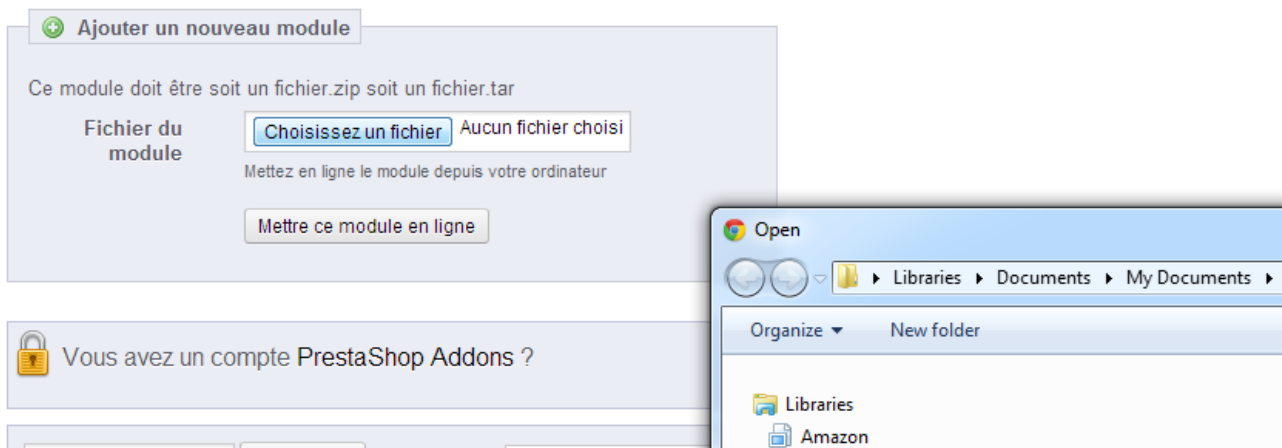 Ajouter un nouveau module
Ce module doit être soit un fichier.zip soit un fichier.tar
Fichier du
module
Choisissez un fichier Aucun fichier choisi
Mettez en ligne le module depuis votre ordinateur
Mettre ce module en ligne
Open
Libraries Documents My Documents
Organize New folder
Vous avez un compte PrestaShop Addons ?
Libraries
Amazon